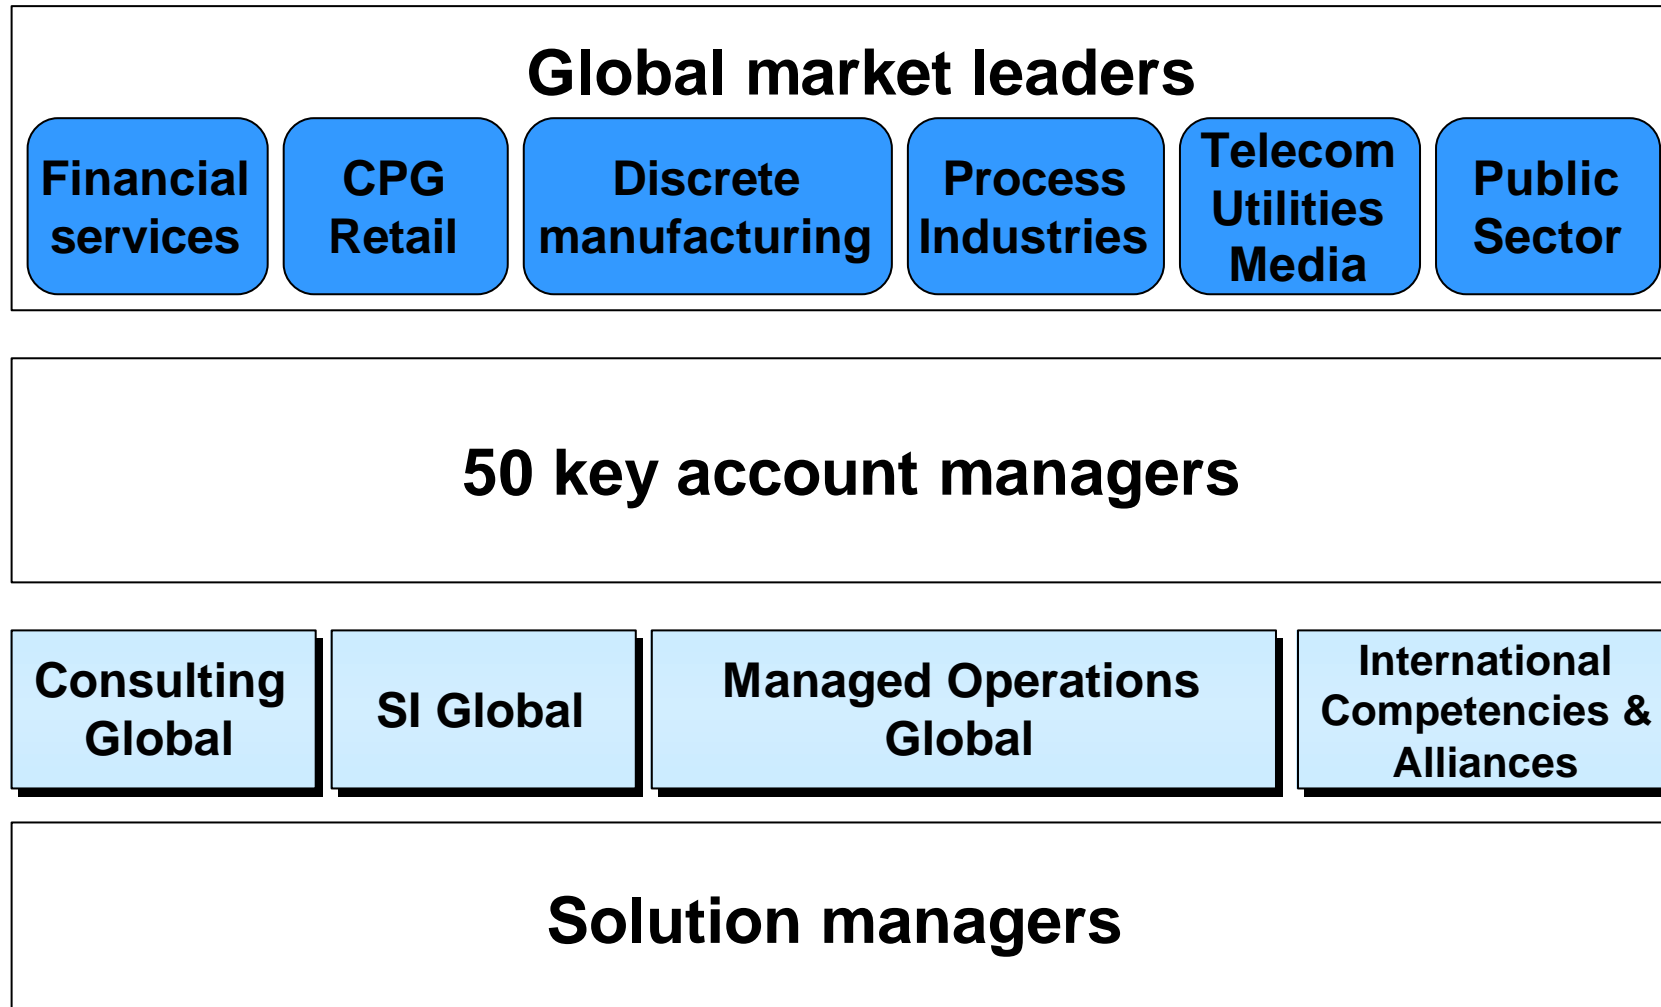 Global market leaders
Financial
services
CPG
Retail
Discrete
manufacturing
Process
Industries
Telecom
Utilities
Media
Public
Sector
50 key account managers
Consulting
Global
SI Global
Managed Operations
Global
International
Competencies &
Alliances
Solution managers